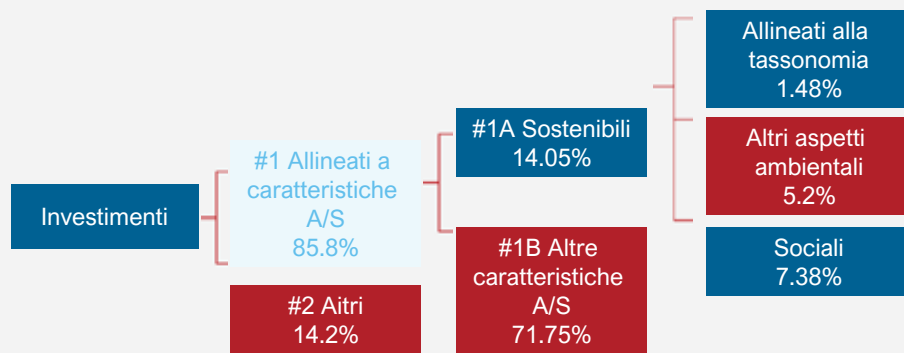 Investimenti
#1 Allineati a
caratteristiche
A/S
85.8%
#2 Aitri
14.2%
#1A Sostenibili
14.05%
#1B Altre
caratteristiche
A/S
71.75%
Allineati alla
tassonomia
1.48%
Altri aspetti
ambientali
5.2%
Sociali
7.38%